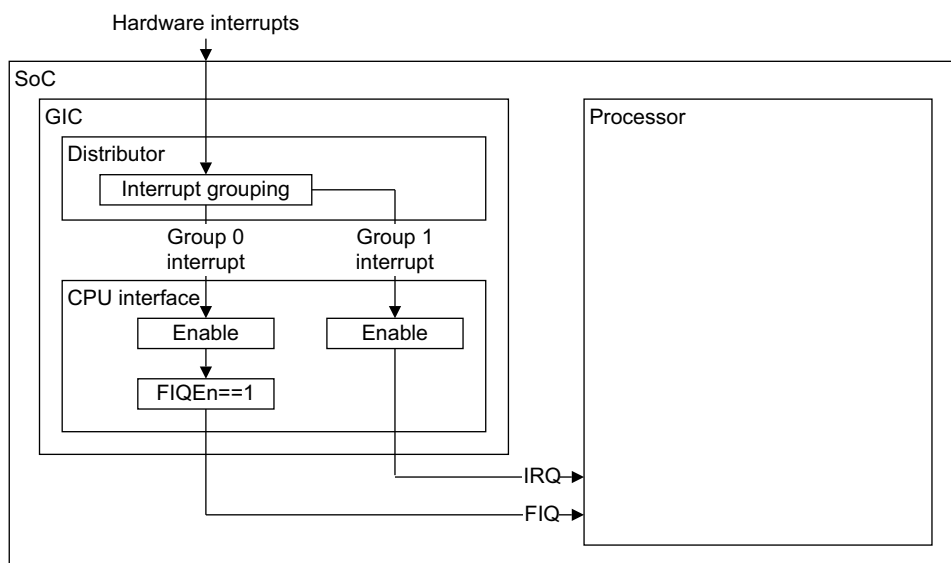 Hardware interrupts
SoC
GIC
Processor
Distributor
Interrupt grouping
Group 0
interrupt
Group 1
interrupt
CPU interface
Enable
Enable
FIQEn==1
IRQ
FIQ